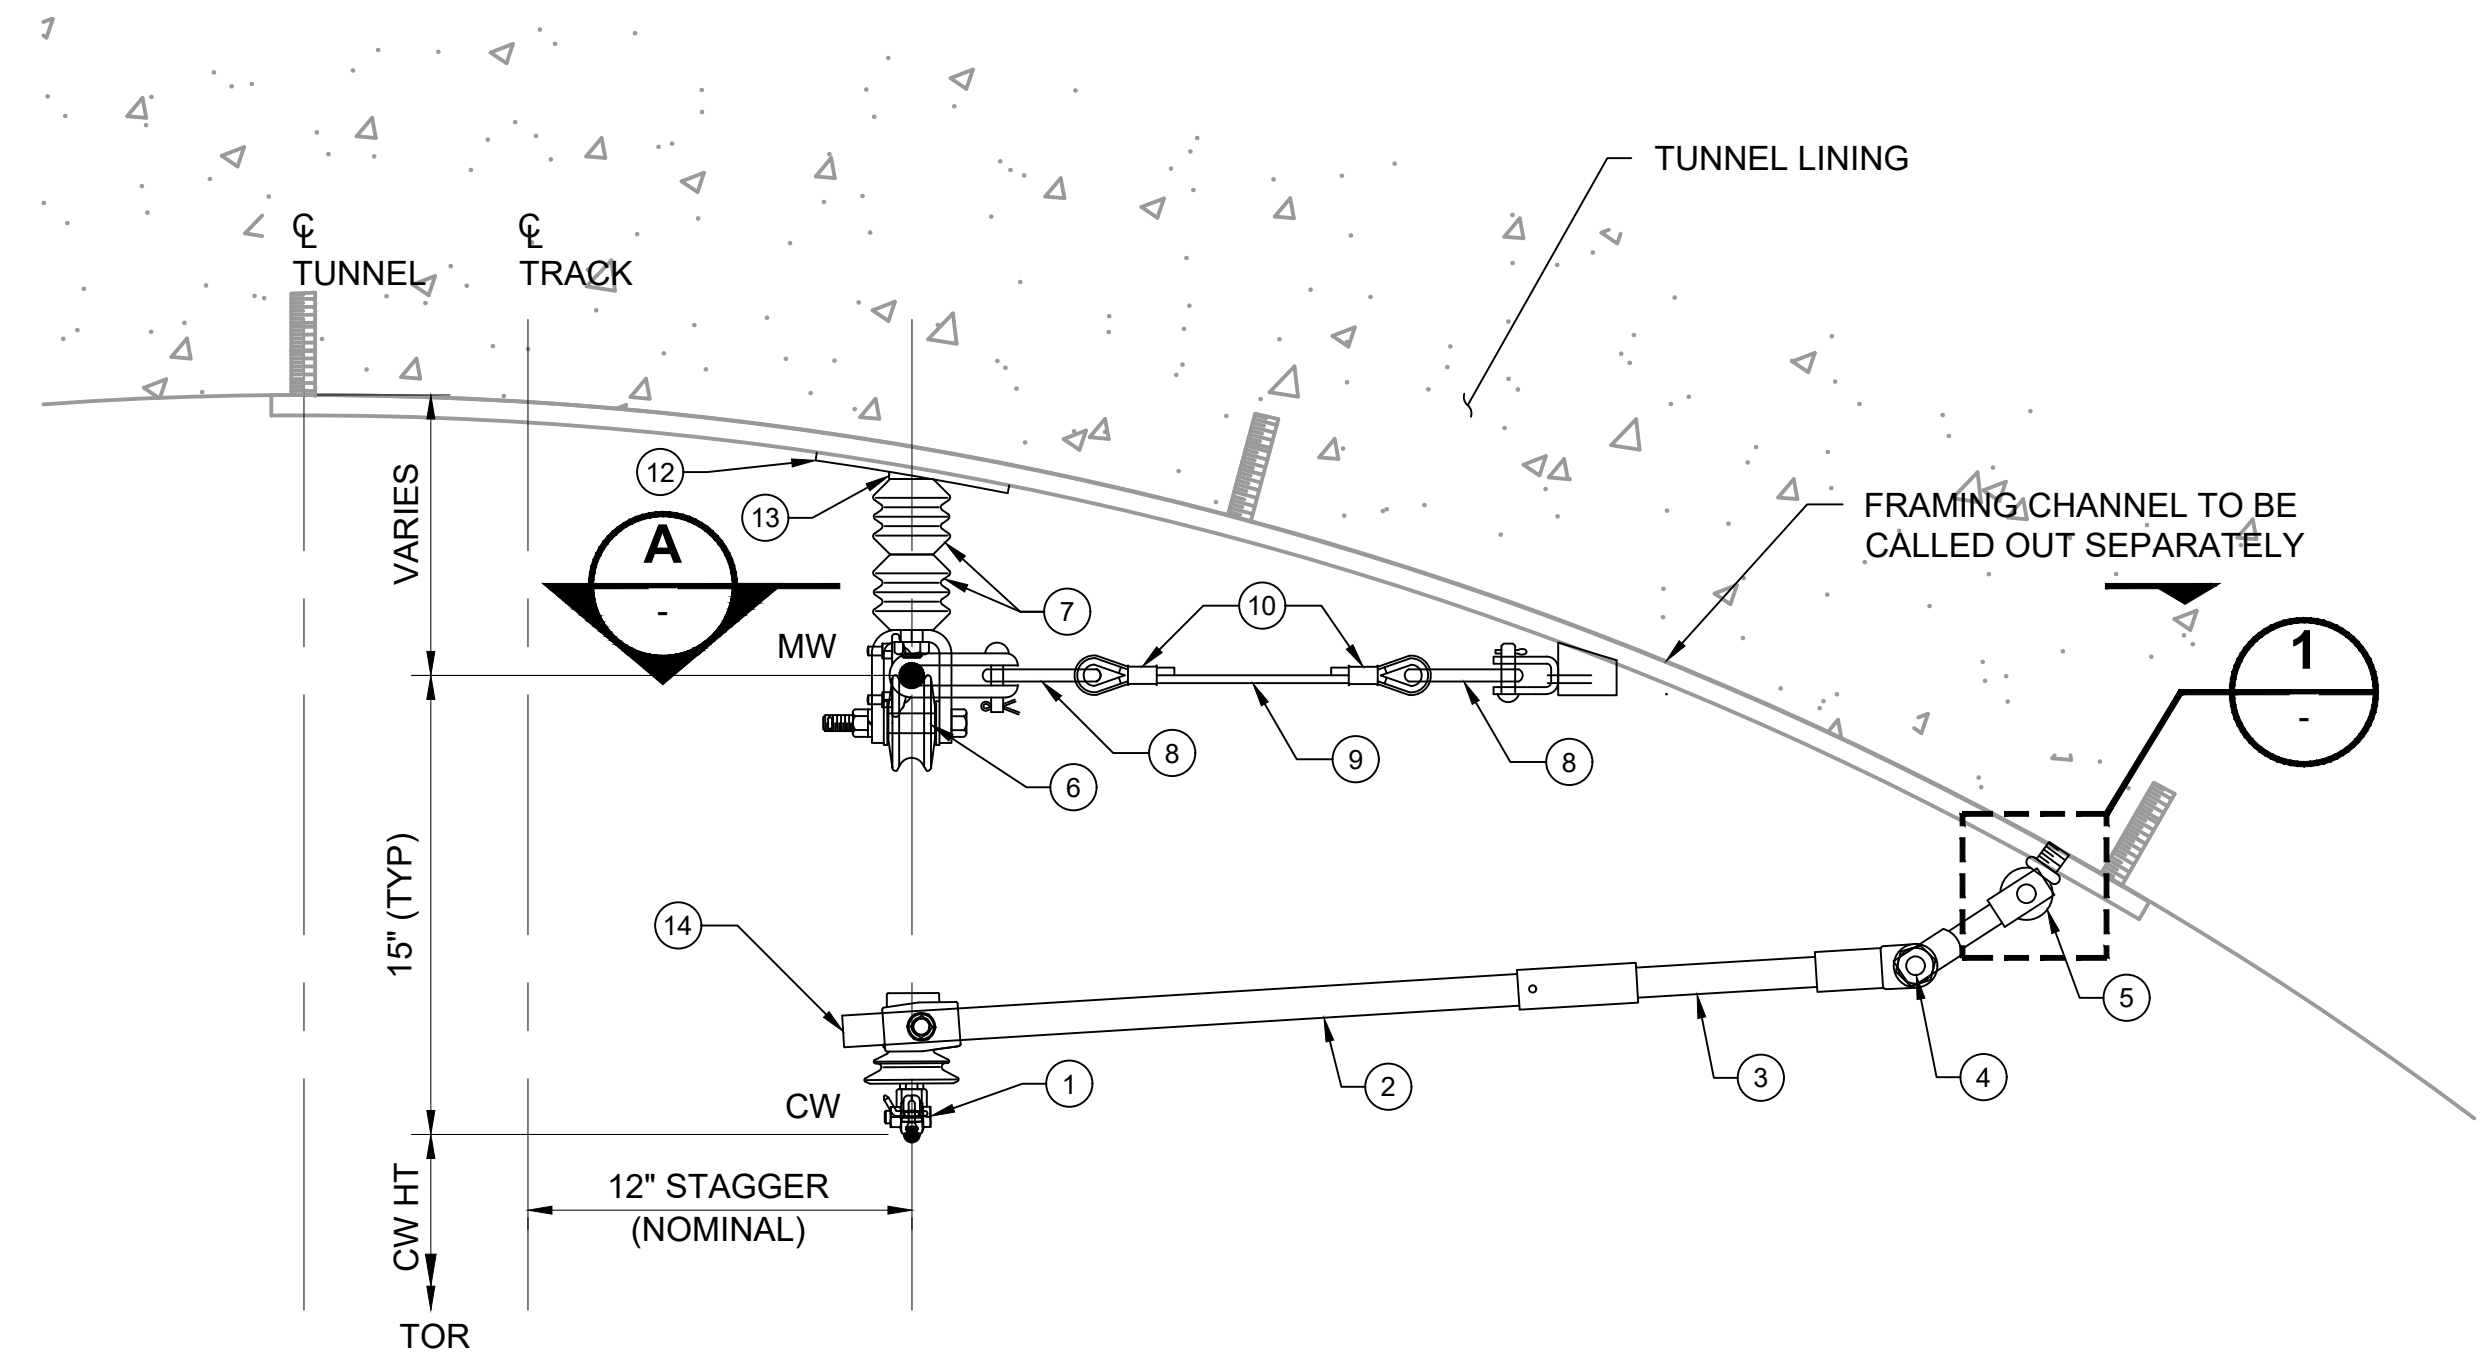 TUNNEL LINING
℄
TUNNEL
℄
TRACK
12
13
FRAMING CHANNEL TO BE
CALLED OUT SEPARATELY
VARIES
A
-
7
10
MW
1
-
8
9
8
6
15" (TYP)
14
5
1
2
3
4
CW
CW HT
12" STAGGER
(NOMINAL)
TOR